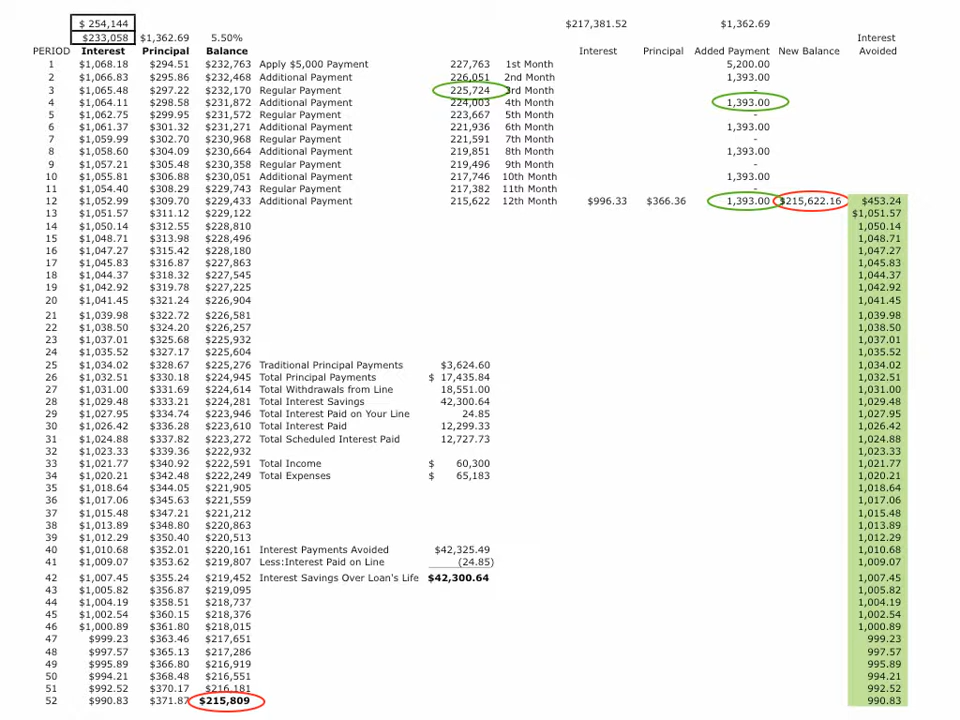 $ 254,144 $217,381.52 $1,362.69
$233,058 $1,362.69 5.50% Interest
PERIOD Interest Principal Balance Interest Principal Added Payment New Balance Avoided
1 $1,068.18 $294.51 $232,763 Apply $5,000 Payment 227,763 1st Month 5,200.00
2 $1,066.83 $295.86 $232,468 Additional Payment 226,051 2nd Month 1,393.00
3 $1,065.48 $297.22 $232,170 Regular Payment 225,724 3rd Month -
4 $1,064.11 $298.58 $231,872 Additional Payment 224,003 4th Month 1,393.00
5 $1,062.75 $299.95 $231,572 Regular Payment 223,667 5th Month -
6 $1,061.37 $301.32 $231,271 Additional Payment 221,936 6th Month 1,393.00
7 $1,059.99 $302.70 $230,968 Regular Payment 221,591 7th Month -
8 $1,058.60 $304.09 $230,664 Additional Payment 219,851 8th Month 1,393.00
9 $1,057.21 $305.48 $230,358 Regular Payment 219,496 9th Month -
10 $1,055.81 $306.88 $230,051 Additional Payment 217,746 10th Month 1,393.00
11 $1,054.40 $308.29 $229,743 Regular Payment 217,382 11th Month -
12 $1,052.99 $309.70 $229,433 Additional Payment 215,622 12th Month $996.33 $366.36 1,393.00 $215,622.16 $453.24
13 $1,051.57 $311.12 $229,122 $1,051.57
14 $1,050.14 $312.55 $228,810 1,050.14
15 $1,048.71 $313.98 $228,496 1,048.71
16 $1,047.27 $315.42 $228,180 1,047.27
17 $1,045.83 $316.87 $227,863 1,045.83
18 $1,044.37 $318.32 $227,545 1,044.37
19 $1,042.92 $319.78 $227,225 1,042.92
20 $1,041.45 $321.24 $226,904 1,041.45
21 $1,039.98 $322.72 $226,581 1,039.98
22 $1,038.50 $324.20 $226,257 1,038.50
23 $1,037.01 $325.68 $225,932 1,037.01
24 $1,035.52 $327.17 $225,604 1,035.52
25 $1,034.02 $328.67 $225,276 Traditional Principal Payments $3,624.60 1,034.02
26 $1,032.51 $330.18 $224,945 Total Principal Payments $ 17,435.84 1,032.51
27 $1,031.00 $331.69 $224,614 Total Withdrawals from Line 18,551.00 1,031.00
28 $1,029.48 $333.21 $224,281 Total Interest Savings 42,300.64 1,029.48
29 $1,027.95 $334.74 $223,946 Total Interest Paid on Your Line 24.85 1,027.95
30 $1,026.42 $336.28 $223,610 Total Interest Paid 12,299.33 1,026.42
31 $1,024.88 $337.82 $223,272 Total Scheduled Interest Paid 12,727.73 1,024.88
32 $1,023.33 $339.36 $222,932 1,023.33
33 $1,021.77 $340.92 $222,591 Total Income $ 60,300 1,021.77
34 $1,020.21 $342.48 $222,249 Total Expenses $ 65,183 1,020.21
35 $1,018.64 $344.05 $221,905 1,018.64
36 $1,017.06 $345.63 $221,559 1,017.06
37 $1,015.48 $347.21 $221,212 1,015.48
38 $1,013.89 $348.80 $220,863 1,013.89
39 $1,012.29 $350.40 $220,513 1,012.29
40 $1,010.68 $352.01 $220,161 Interest Payments Avoided $42,325.49 1,010.68
41 $1,009.07 $353.62 $219,807 Less:Interest Paid on Line (24.85) 1,009.07
42 $1,007.45 $355.24 $219,452 Interest Savings Over Loan's Life $42,300.64 1,007.45
43 $1,005.82 $356.87 $219,095 1,005.82
44 $1,004.19 $358.51 $218,737 1,004.19
45 $1,002.54 $360.15 $218,376 1,002.54
46 $1,000.89 $361.80 $218,015 1,000.89
47 $999.23 $363.46 $217,651 999.23
48 $997.57 $365.13 $217,286 997.57
49 $995.89 $366.80 $216,919 995.89
50 $994.21 $368.48 $216,551 994.21
51 $992.52 $370.17 $216,181 992.52
52 $990.83 $371.87 $215,809 990.83